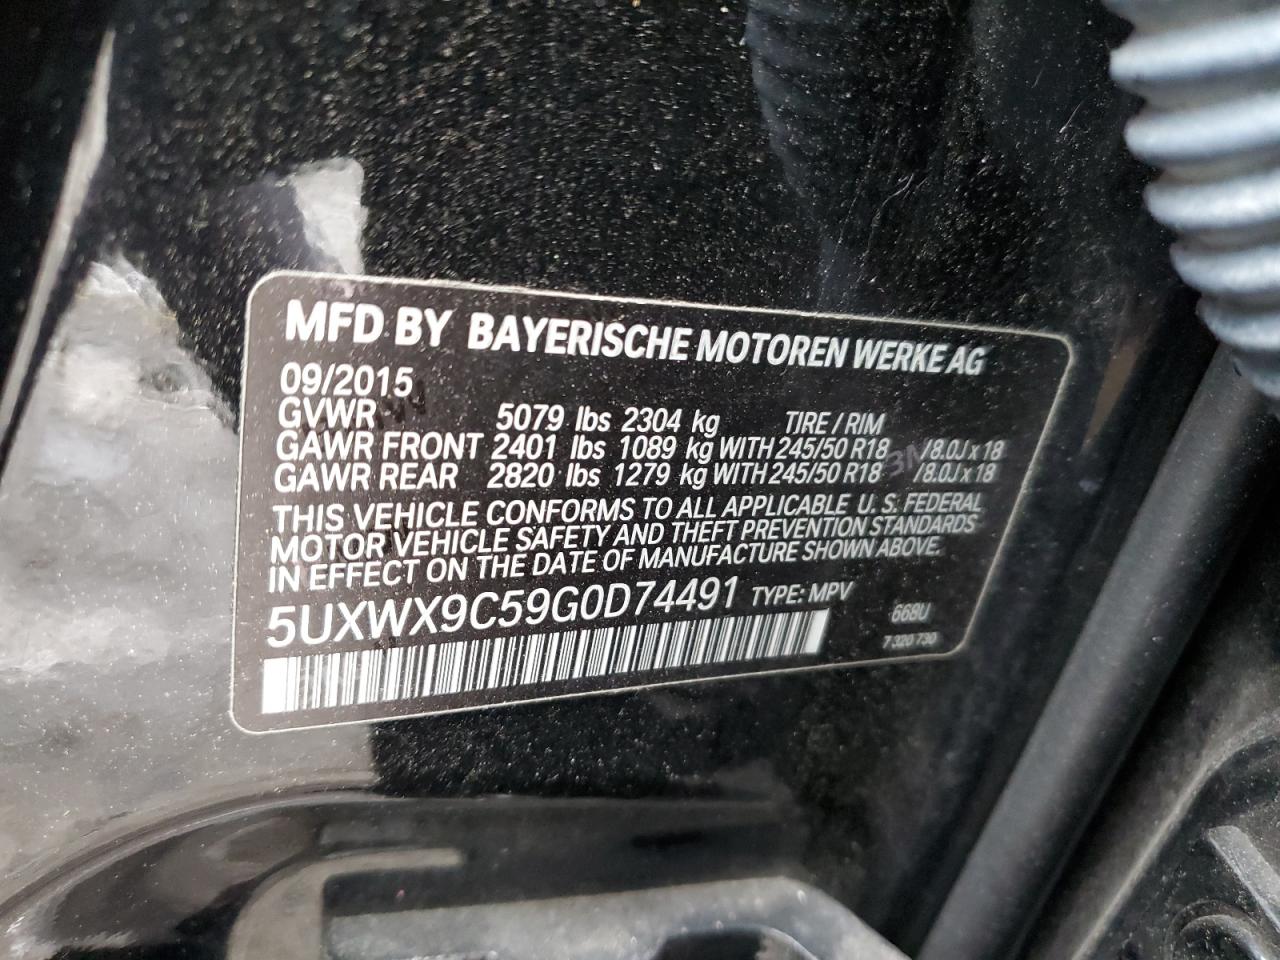 MFD BY BAYERISCHE MOTOREN WERKE AG
09/2015
GVWR 5079 lbs 2304 kg TIRE / RIM
GAWR FRONT 2401 lbs 1089 kg WITH 245/50 R18 /8.0J x 18
GAWR REAR 2820 lbs 1279 kg WITH 245/50 R18 /8.0J x 18
THIS VEHICLE CONFORMS TO ALL APPLICABLE U.S. FEDERAL
MOTOR VEHICLE SAFETY AND THEFT PREVENTION STANDARDS
IN EFFECT ON THE DATE OF MANUFACTURE SHOWN ABOVE.
5UXWX9C59G0D74491 TYPE: MPV
668U
7 320 730